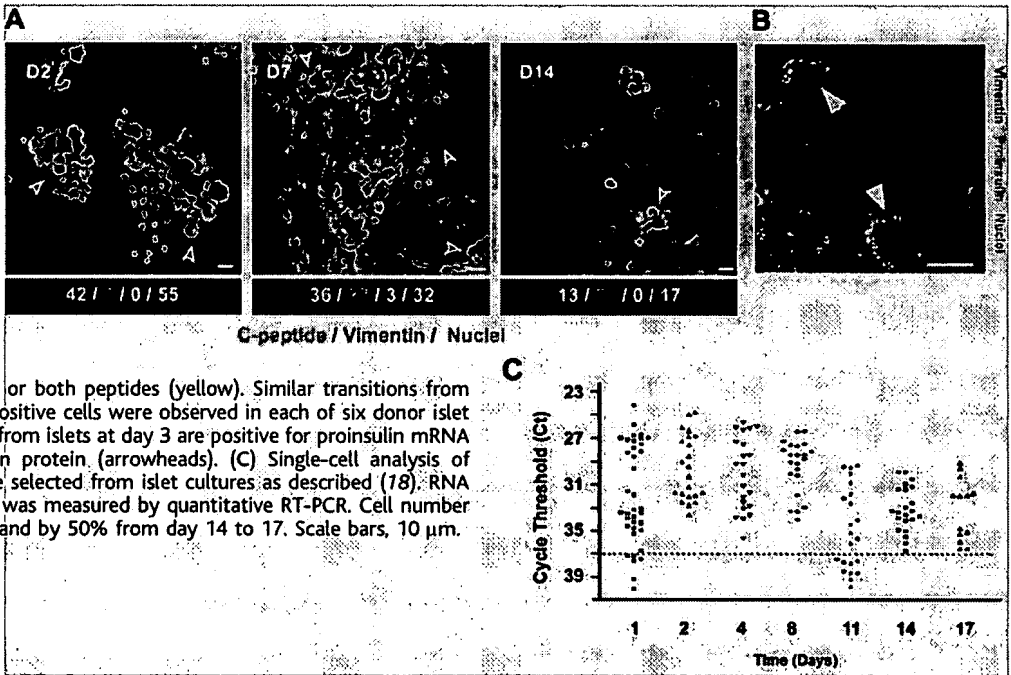 A
B
D2
D7
D14
Vimentin Proinsulin Nuclei
42 / / 0 / 55
36 / / 3 / 32
13 / / 0 / 17
C-peptide / Vimentin / Nuclei
or both peptides (yellow). Similar transitions from
ositive cells were observed in each of six donor islet
from islets at day 3 are positive for proinsulin mRNA
n protein (arrowheads). (C) Single-cell analysis of
e selected from islet cultures as described (18). RNA
was measured by quantitative RT-PCR. Cell number
and by 50% from day 14 to 17. Scale bars, 10 µm.
C
Cycle Threshold (Ct)
23
27
31
35
39
1 2 4 8 11 14 17
Time (Days)